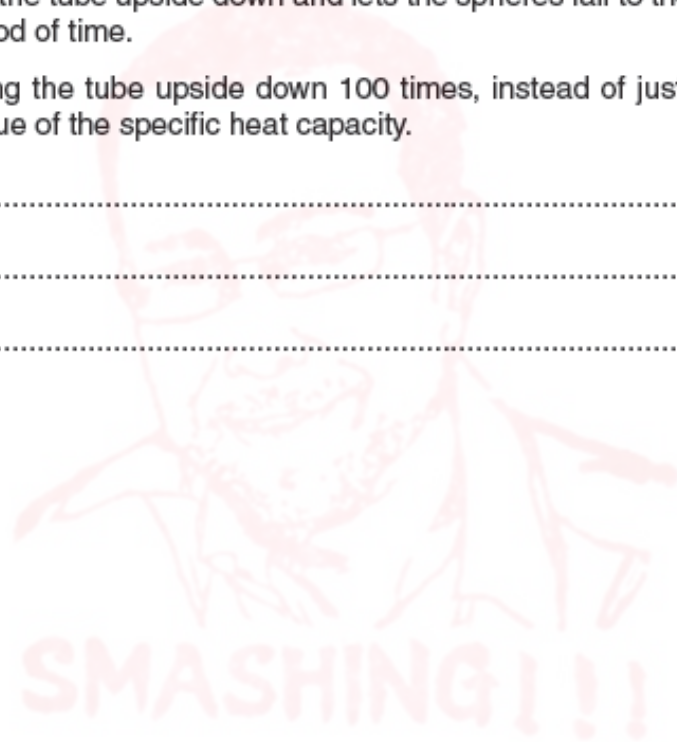 the tube upside down and lets the spheres fall to th
od of time.
ng the tube upside down 100 times, instead of jus
ue of the specific heat capacity.
SMASHING!!!